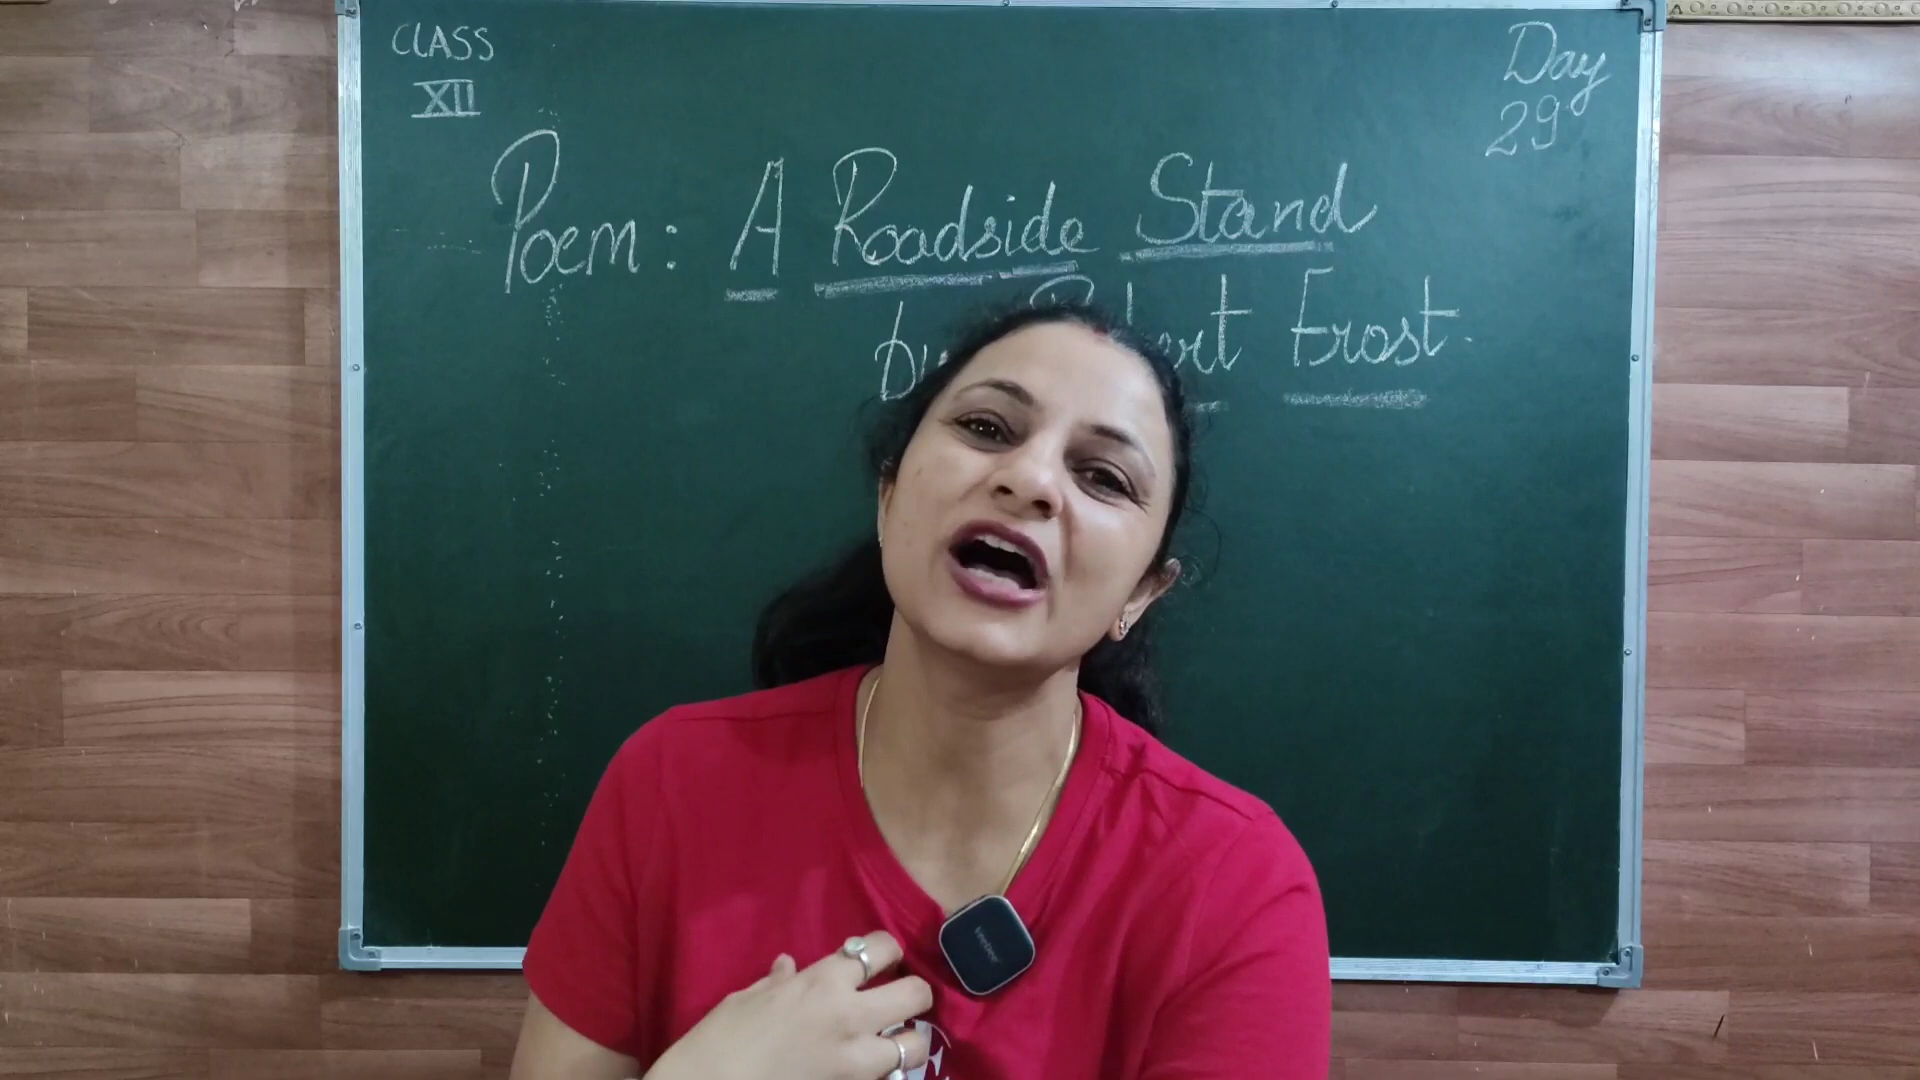 CLASS
XII
Day
29
Poem: A Roadside Stand
Frost.